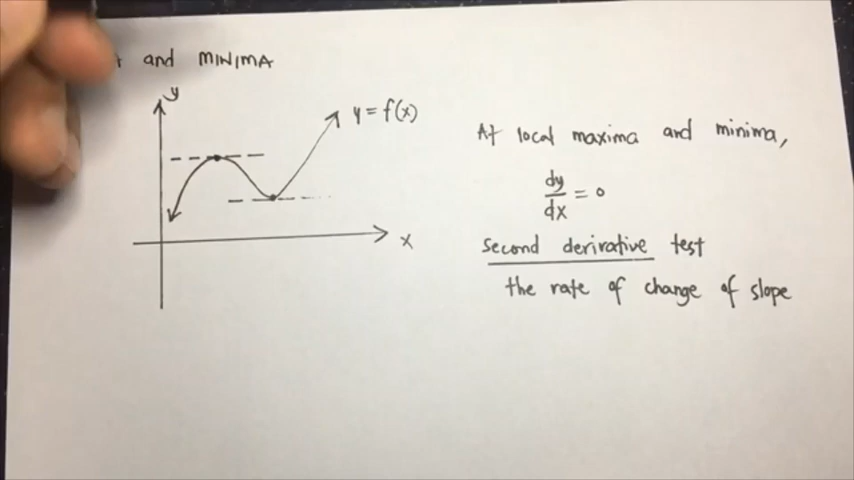 and MINIMA
y
y = f(x)
x
At local maxima and minima,
dy/dx = 0
second derivative test
the rate of change of slope